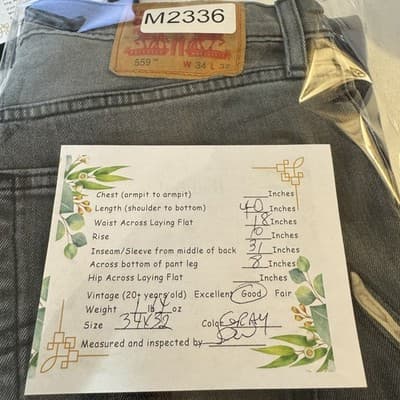 M2336
559™ W 34 L 32
Chest (armpit to armpit) Inches
Length (shoulder to bottom) 40 Inches
Waist Across Laying Flat 18 Inches
Rise 10 Inches
Inseam/Sleeve from middle of back 31 Inches
Across bottom of pant leg 8 Inches
Hip Across Laying Flat Inches
Vintage (20+ years old) Excellent Good Fair
Weight 1 lb oz
Size 34X32 Color GRAY
Measured and inspected by